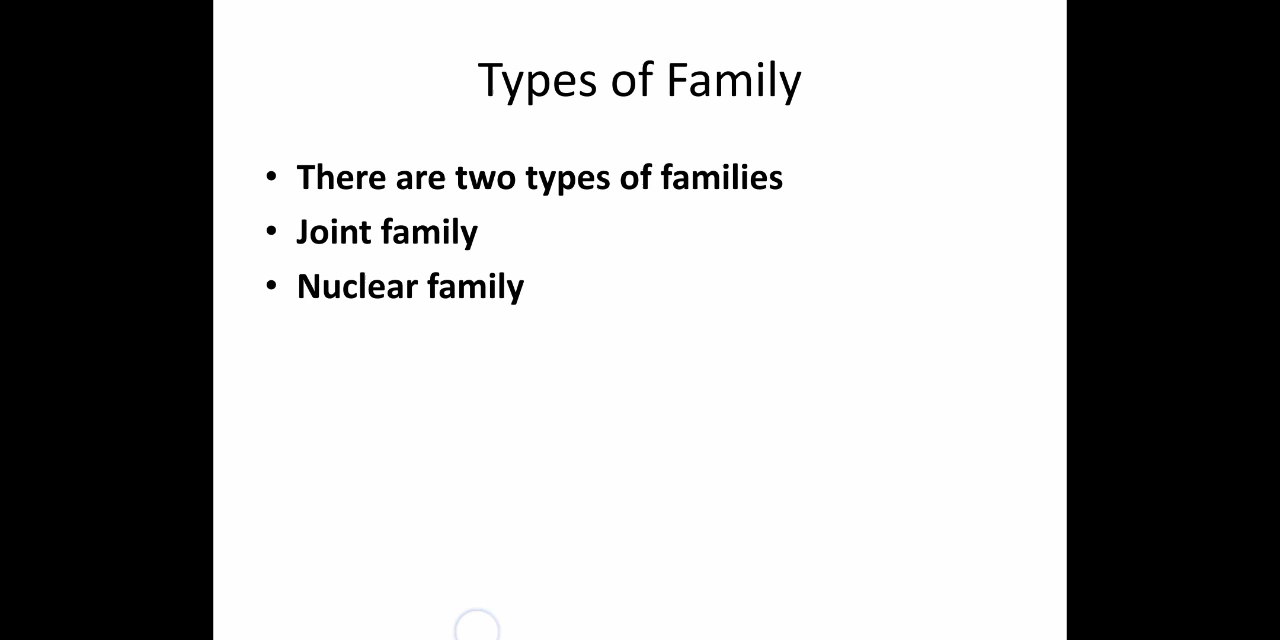 Types of Family
• There are two types of families
• Joint family
• Nuclear family